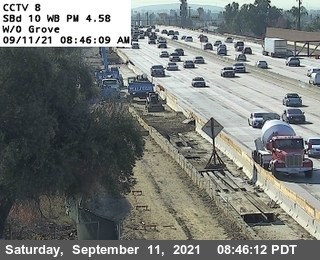 CCTV 8
SBd 10 WB PM 4.58
W/O Grove
09/11/21 08:46:09 AM
Saturday, September 11, 2021 08:46:12 PDT